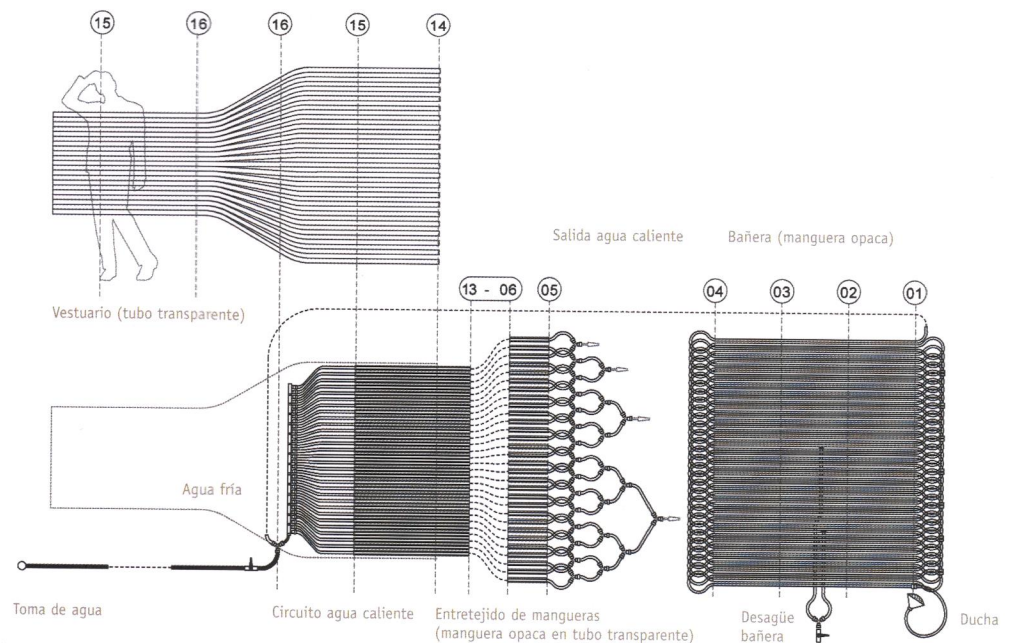 15 16 16 15 14
Salida agua caliente Bañera (manguera opaca)
13 - 06 05 04 03 02 01
Vestuario (tubo transparente)
Agua fría
Toma de agua Circuito agua caliente Entretejido de mangueras Desagüe Ducha
(manguera opaca en tubo transparente) bañera